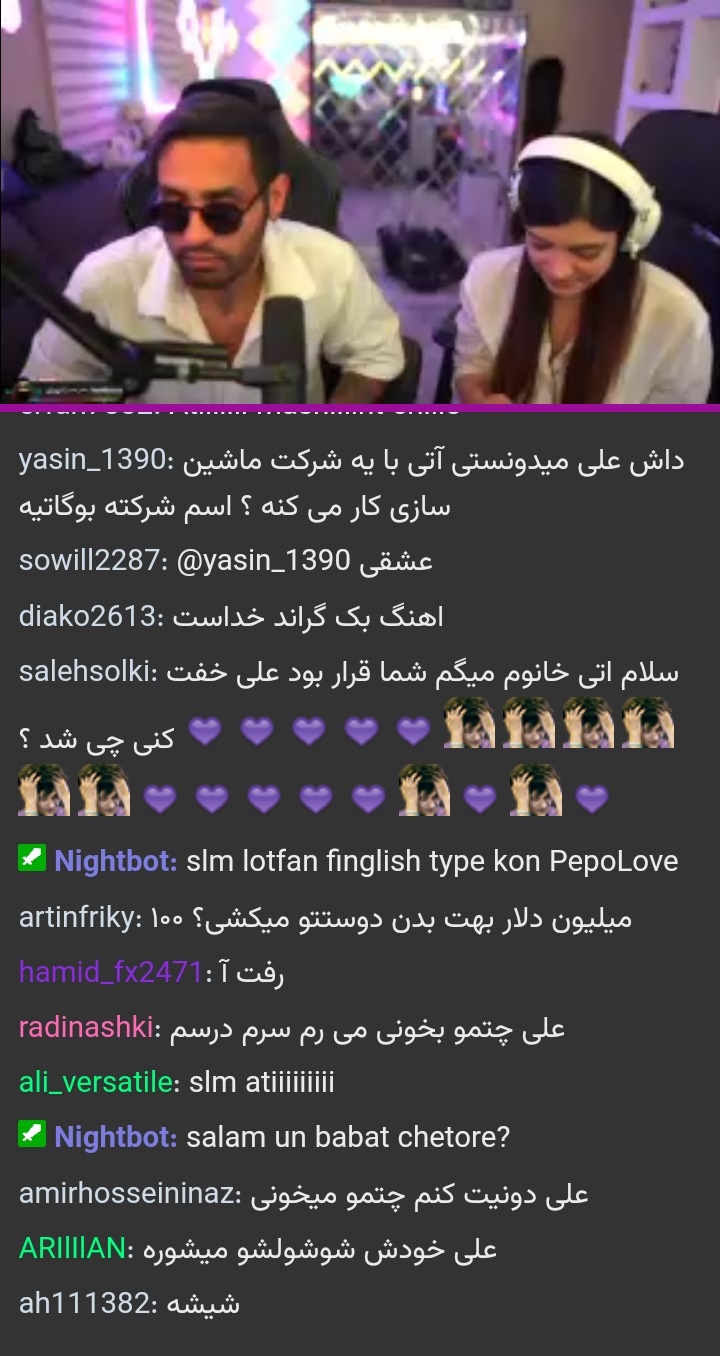 yasin_1390: داش علی میدونستی آتی با یه شرکت ماشین
سازی کار می کنه ؟ اسم شرکته بوگاتیه
sowill2287: @yasin_1390 عشقی
diako2613: اهنگ بک گراند خداست
salehsolki: سلام اتی خانوم میگم شما قرار بود علی خفت
کنی چی شد ؟
Nightbot: slm lotfan finglish type kon PepoLove
artinfriky: ۱۰۰ میلیون دلار بهت بدن دوستتو میکشی؟
hamid_fx2471: رفت آ
radinashki: علی چتمو بخونی می رم سرم درسم
ali_versatile: slm atiiiiiiiii
Nightbot: salam un babat chetore?
amirhosseininaz: علی دونیت کنم چتمو میخونی
ARIIIIAN: علی خودش شوشولشو میشوره
ah111382: شیشه